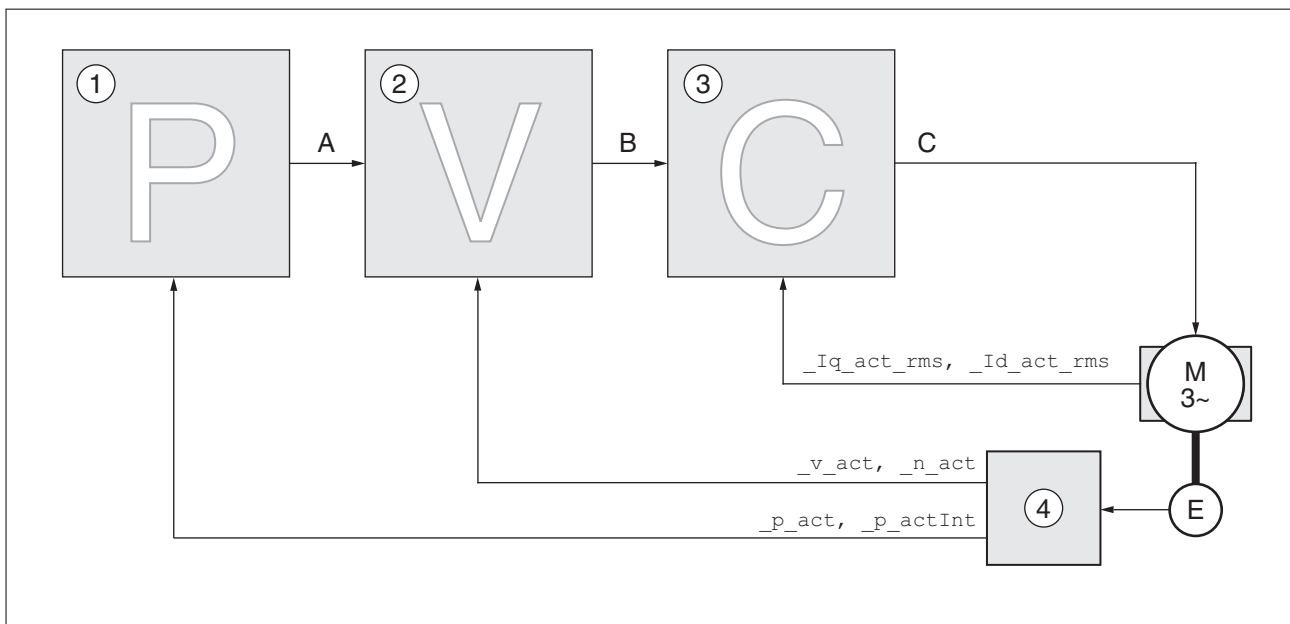 1
2
3
P
V
C
A
B
C
_Iq_act_rms, _Id_act_rms
M
3~
_v_act, _n_act
_p_act, _p_actInt
4
E